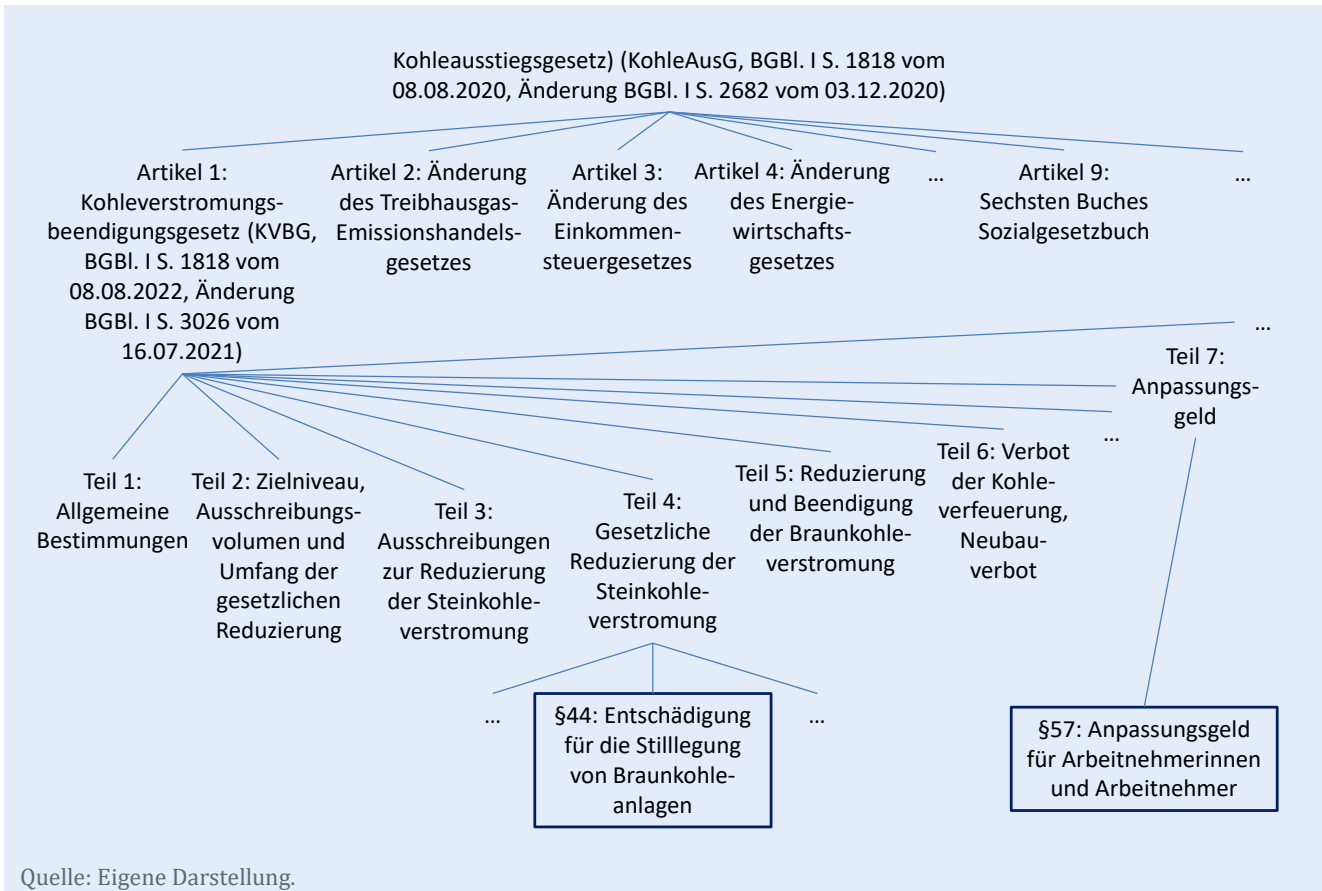 Kohleausstiegsgesetz) (KohleAusG, BGBl. I S. 1818 vom
08.08.2020, Änderung BGBl. I S. 2682 vom 03.12.2020)
Artikel 1:
Kohleverstromungs-
beendigungsgesetz (KVBG,
BGBl. I S. 1818 vom
08.08.2022, Änderung
BGBl. I S. 3026 vom
16.07.2021)
Artikel 2: Änderung
des Treibhausgas-
Emissionshandels-
gesetzes
Artikel 3:
Änderung des
Einkommen-
steuergesetzes
Artikel 4: Änderung
des Energie-
wirtschafts-
gesetzes
...
Artikel 9:
Sechsten Buches
Sozialgesetzbuch
...
Teil 1:
Allgemeine
Bestimmungen
Teil 2: Zielniveau,
Ausschreibungs-
volumen und
Umfang der
gesetzlichen
Reduzierung
Teil 3:
Ausschreibungen
zur Reduzierung
der Steinkohle-
verstromung
Teil 4:
Gesetzliche
Reduzierung der
Steinkohle-
verstromung
Teil 5: Reduzierung
und Beendigung
der Braunkohle-
verstromung
Teil 6: Verbot
der Kohle-
verfeuerung,
Neubau-
verbot
...
Teil 7:
Anpassungs-
geld
...
...
§44: Entschädigung
für die Stilllegung
von Braunkohle-
anlagen
...
§57: Anpassungsgeld
für Arbeitnehmerinnen
und Arbeitnehmer
Quelle: Eigene Darstellung.